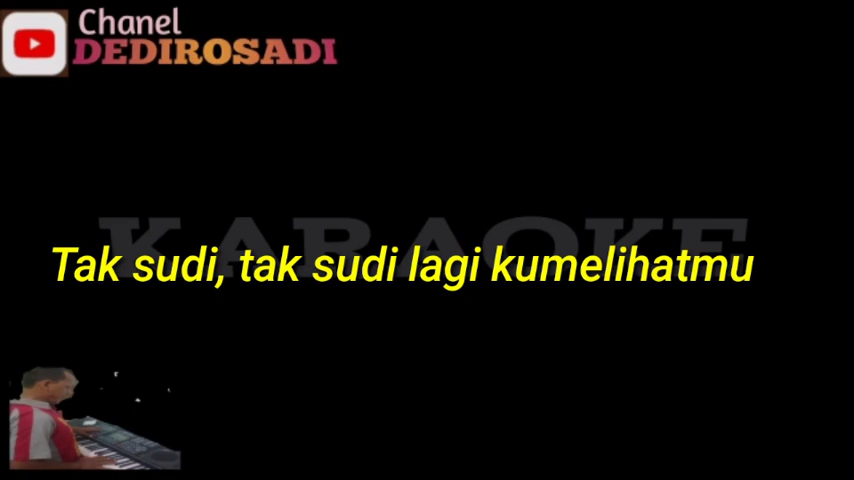 Chanel
DEDIROSADI
KARAOKE
Tak sudi, tak sudi lagi kumelihatmu